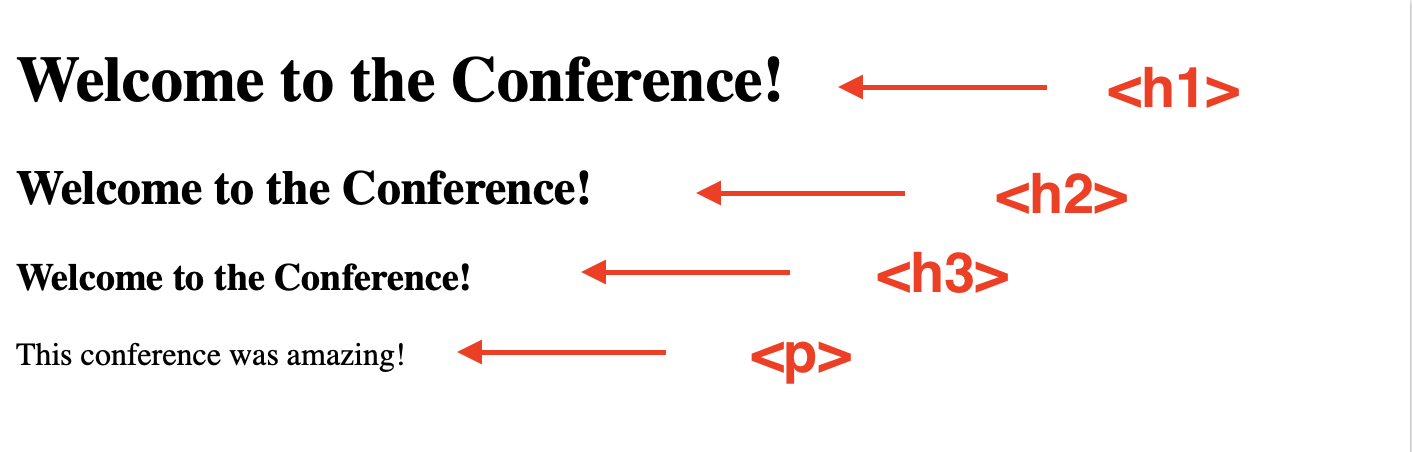 Welcome to the Conference! <h1>
Welcome to the Conference! <h2>
Welcome to the Conference! <h3>
This conference was amazing! <p>